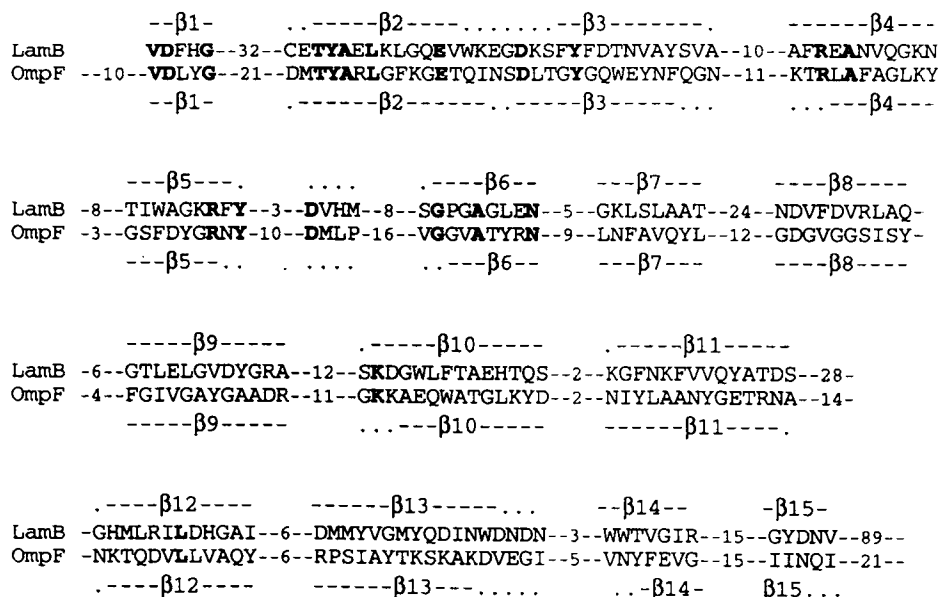 ---β1-      .-----β2-----......----β3----..      ....---β4---
LamB      VDFHG--32--CETYAELKLGQEVWKEGDKSFYFDTNVAYSVA--10--AFREANVQGKN
OmpF --10--VDLYG--21--DMTYARLGFKGETQINSDLTGYGQWEYNFQGN--11--KTRLAFAGLKY
---β1-      .-----β2-----......----β3----..      ...---β4---
---β5---.   ....   ..----β6---   ---β7---   ----β8----
LamB -8--TIWAGKRFY--3--DVHM--8--SGPGAGLEN--5--GKLSLAAT--24--NDVFDVRLAQ-
OmpF -3--GSFDYGRNY--10--DMLP-16--VGGVATYRN--9--LNFAVQYL--12--GDGVGGSISY-
---β5---..   ....   ..---β6---   ---β7---   ----β8----
-----β9------   .----β10------   .-----β11------
LamB -6--GTLELGVDYGRA--12--SKDGWLFTAEHTQS--2--KGFNKFVVQYATDS--28-
OmpF -4--FGIVGAYGAADR--11--GKKAEQWATGLKYD--2--NIYLAANYGETRNA--14-
-----β9------   ...---β10-----   ------β11----.
.----β12----   -----β13-----....--   ---β14---   -β15--
LamB -GHMLRILDHGAI--6--DMMYVGMYQDINWDNDN--3--WWTVGIR--15--GYDNV--89--
OmpF -NKTQDVLLVAQY--6--RPSIAYTKSKAKDVEGI--5--VNYFEVG--15--IINQI--21--
----β12----   -----β13----.....--   ..-β14---   β15...